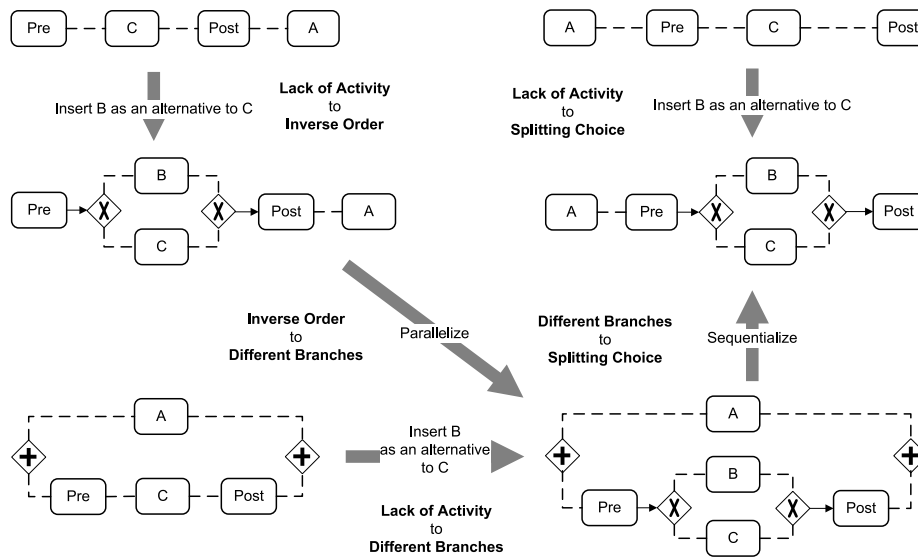 Pre C Post A
A Pre C Post
Insert B as an alternative to C
Lack of Activity
to
Inverse Order
Lack of Activity
to
Splitting Choice
Insert B as an alternative to C
B
Pre X X Post A
C
B
A Pre X X Post
C
Inverse Order
to
Different Branches
Parallelize
Different Branches
to
Splitting Choice
Sequentialize
A
+ +
Pre C Post
Insert B
as an alternative
to C
Lack of Activity
to
Different Branches
A
+ +
B
Pre X X Post
C